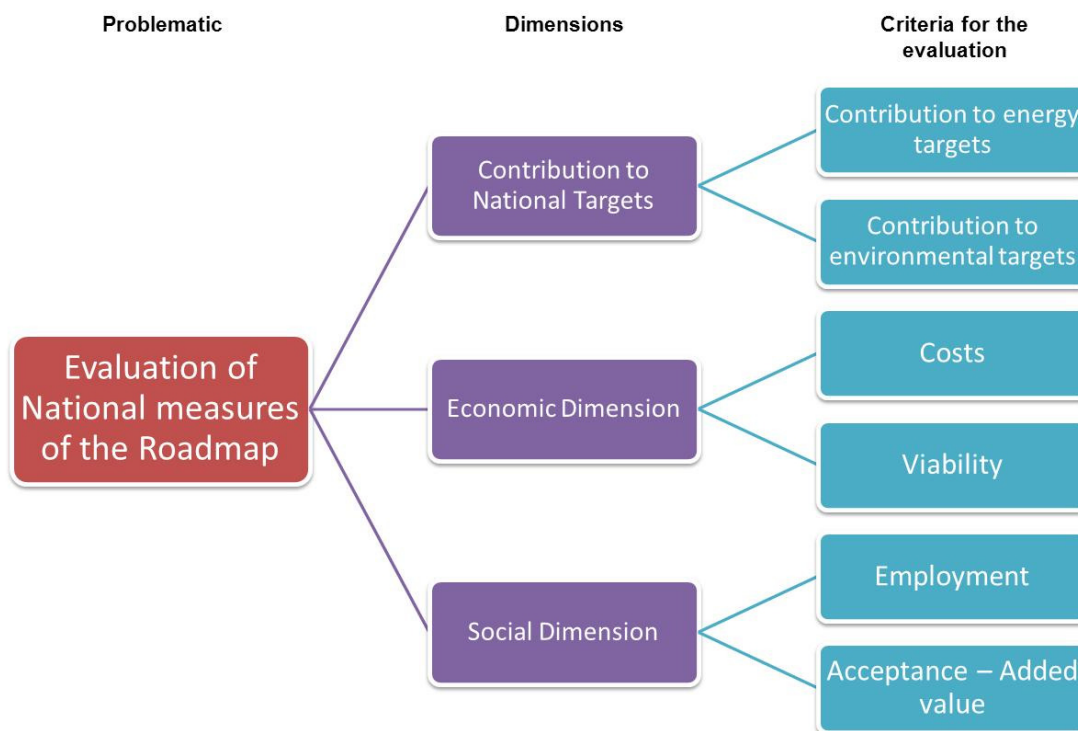 Problematic
Dimensions
Criteria for the
evaluation
Evaluation of
National measures
of the Roadmap
Contribution to
National Targets
Economic Dimension
Social Dimension
Contribution to energy
targets
Contribution to
environmental targets
Costs
Viability
Employment
Acceptance – Added
value